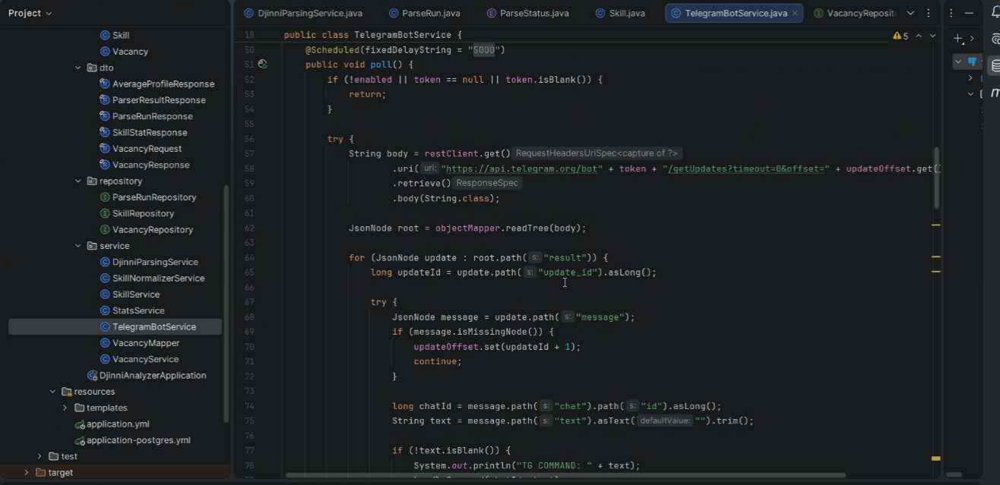 Project
DjinniParsingService.java
ParseRun.java
ParseStatus.java
Skill.java
TelegramBotService.java
5
Skill
Vacancy
dto
AverageProfileResponse
ParserResultResponse
ParseRunResponse
SkillStatResponse
VacancyRequest
VacancyResponse
repository
ParseRunRepository
SkillRepository
VacancyRepository
service
DjinniParsingService
SkillNormalizerService
SkillService
StatsService
TelegramBotService
VacancyMapper
VacancyService
DjinniAnalyzerApplication
resources
templates
application.yml
application-postgres.yml
test
target
18 public class TelegramBotService {
50 @Scheduled(fixedDelayString = "5000")
51 public void poll() {
52 if (!enabled || token == null || token.isBlank()) {
53 return;
54 }
55
56 try {
57 String body = restClient.get() RequestHeadersUriSpec<capture of ?>
58 .uri( uri: "https://api.telegram.org/bot" + token + "/getUpdates?timeout=0&offset=" + updateOffset.get(
59 .retrieve() ResponseSpec
60 .body(String.class);
61
62 JsonNode root = objectMapper.readTree(body);
63
64 for (JsonNode update : root.path( s: "result")) {
65 long updateId = update.path( s: "update_id").asLong();
66
67 try {
68 JsonNode message = update.path( s: "message");
69 if (message.isMissingNode()) {
70 updateOffset.set(updateId + 1);
71 continue;
72 }
73
74 long chatId = message.path( s: "chat").path( s: "id").asLong();
75 String text = message.path( s: "text").asText( defaultValue: "").trim();
76
77 if (!text.isBlank()) {
78 System.out.println("TG COMMAND: " + text);